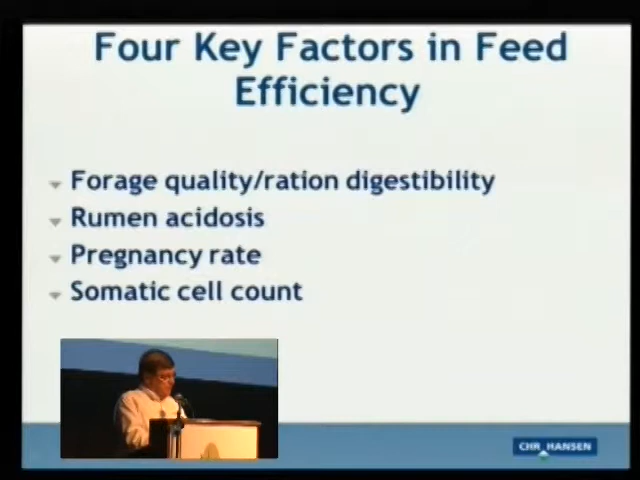 Four Key Factors in Feed
Efficiency
Forage quality/ration digestibility
Rumen acidosis
Pregnancy rate
Somatic cell count
CHR HANSEN